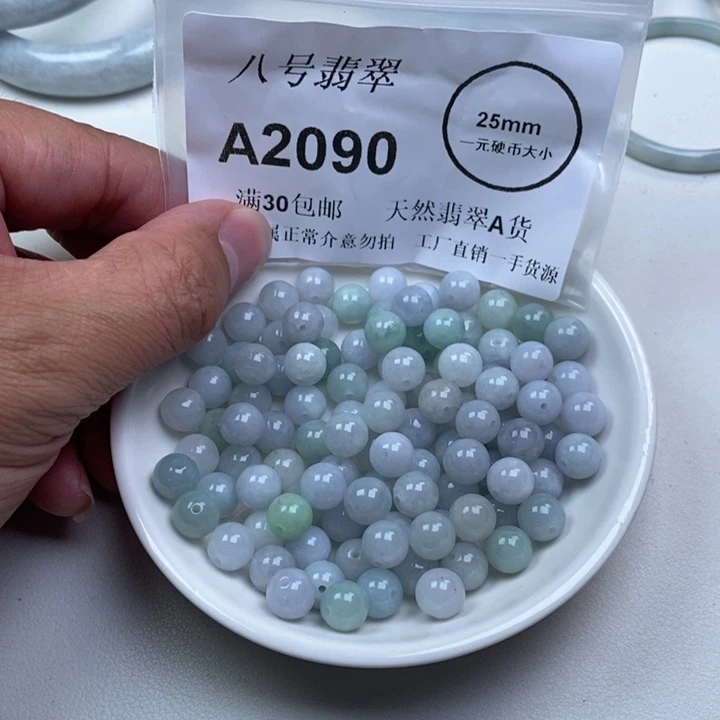 八号翡翠
25mm
一元硬币大小
A2090
满30包邮 天然翡翠A货
属正常介意勿拍 工厂直销一手货源